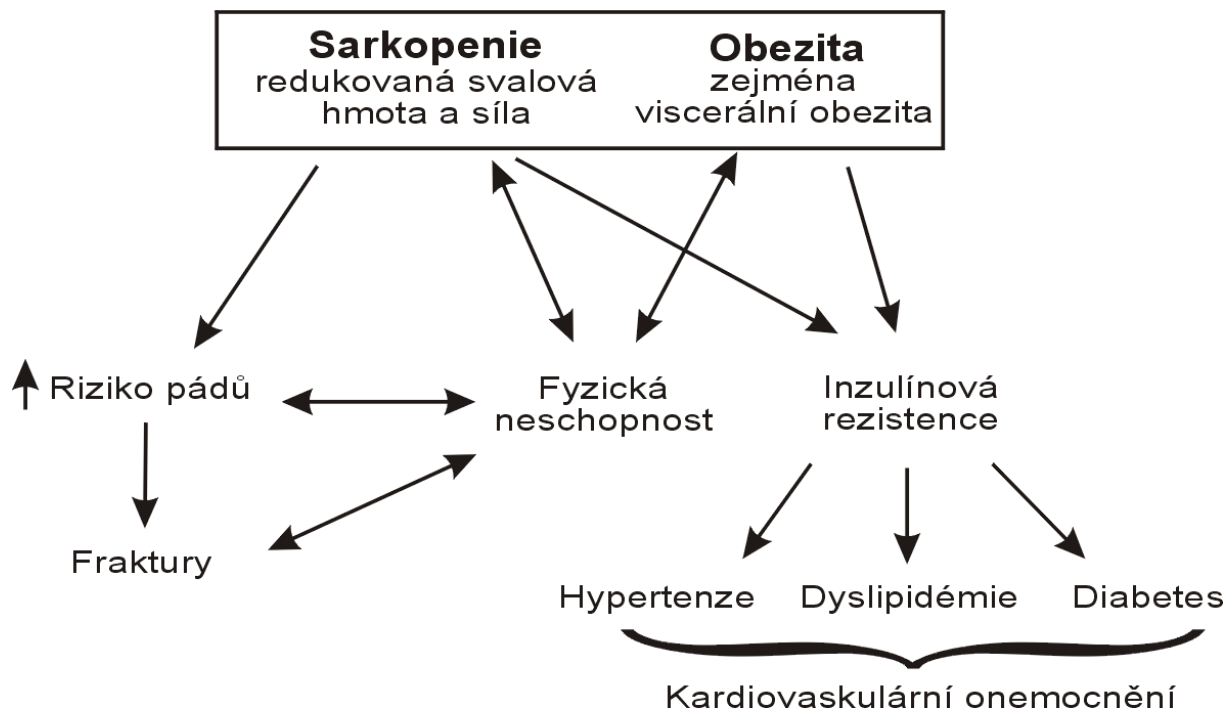 Sarkopenie
redukovaná svalová
hmota a síla
Obezita
zejména
viscerální obezita
Riziko pádů
Fyzická
neschopnost
Inzulínová
rezistence
Fraktury
Hypertenze
Dyslipidémie
Diabetes
Kardiovaskulární onemocnění